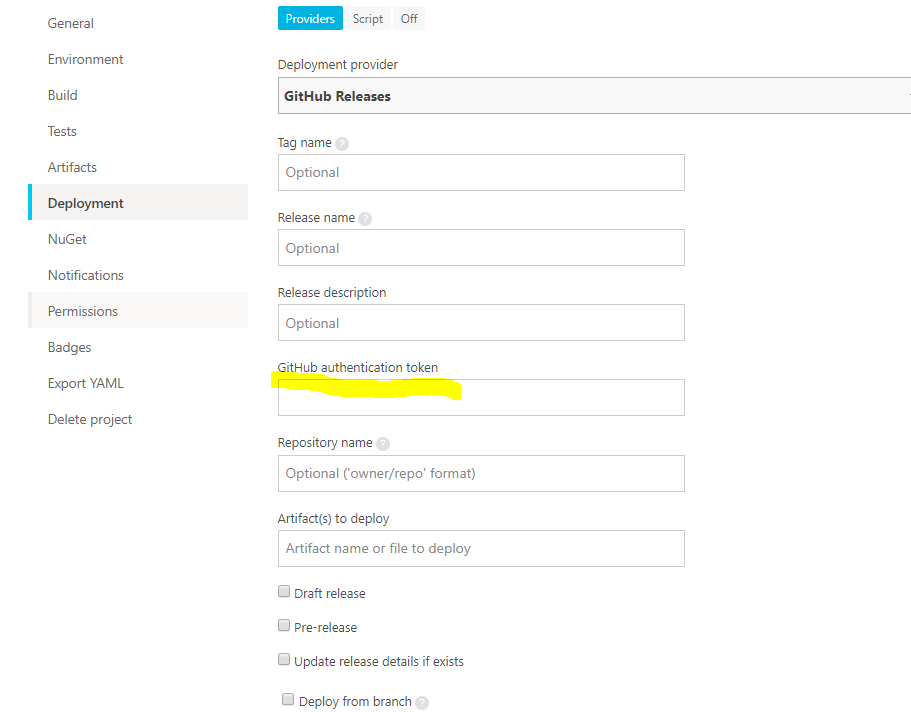 General
Environment
Build
Tests
Artifacts
Deployment
NuGet
Notifications
Permissions
Badges
Export YAML
Delete project
Providers Script Off
Deployment provider
GitHub Releases
Tag name ?
Optional
Release name ?
Optional
Release description
Optional
GitHub authentication token
Repository name ?
Optional ('owner/repo' format)
Artifact(s) to deploy
Artifact name or file to deploy
Draft release
Pre-release
Update release details if exists
Deploy from branch ?